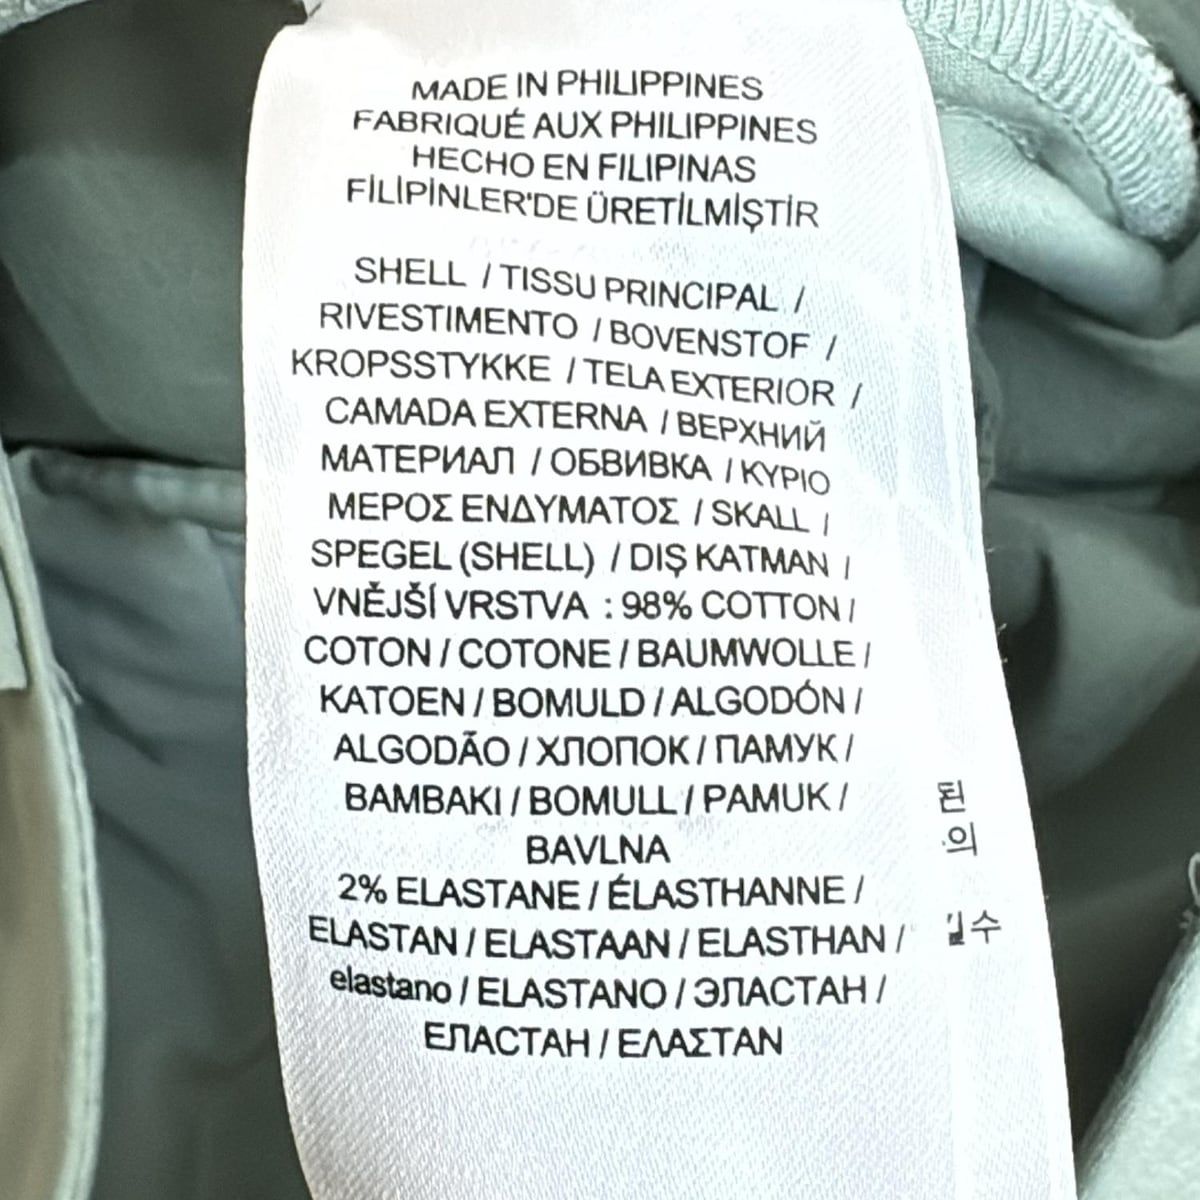 MADE IN PHILIPPINES
FABRIQUÉ AUX PHILIPPINES
HECHO EN FILIPINAS
FİLİPİNLER'DE ÜRETİLMİŞTİR
SHELL / TISSU PRINCIPAL /
RIVESTIMENTO / BOVENSTOF /
KROPSSTYKKE / TELA EXTERIOR /
CAMADA EXTERNA / ВЕРХНИЙ
МАТЕРИАЛ / ОБВИВКА / ΚΥΡΙΟ
ΜΕΡΟΣ ΕΝΔΥΜΑΤΟΣ / SKALL /
SPEGEL (SHELL) / DIŞ KATMAN /
VNĚJŠÍ VRSTVA : 98% COTTON /
COTON / COTONE / BAUMWOLLE /
KATOEN / BOMULD / ALGODÓN /
ALGODÃO / ХЛОПОК / ПАМУК /
BAMBAKI / BOMULL / PAMUK /
BAVLNA
2% ELASTANE / ÉLASTHANNE /
ELASTAN / ELASTAAN / ELASTHAN /
elastano / ELASTANO / ЭЛАСТАН /
ЕЛАСТАН / ΕΛΑΣΤΑΝ
된
의
수